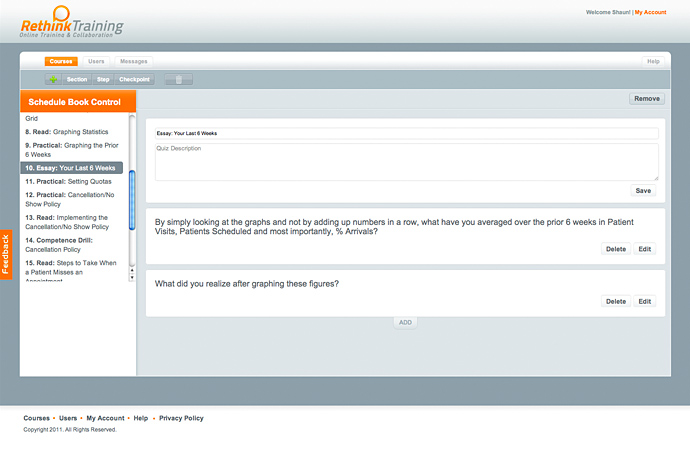 RethinkTraining
Online Training & Collaboration
Welcome Shaun! | My Account
Courses Users Messages Help
Section Step Checkpoint
Schedule Book Control
Remove
Grid
8. Read: Graphing Statistics
9. Practical: Graphing the Prior
6 Weeks
10. Essay: Your Last 6 Weeks
11. Practical: Setting Quotas
12. Practical: Cancellation/No
Show Policy
13. Read: Implementing the
Cancellation/No Show Policy
14. Competence Drill:
Cancellation Policy
15. Read: Steps to Take When
a Patient Misses an
Appointment
Essay: Your Last 6 Weeks
Quiz Description
Save
By simply looking at the graphs and not by adding up numbers in a row, what have you averaged over the prior 6 weeks in Patient
Visits, Patients Scheduled and most importantly, % Arrivals?
Delete Edit
What did you realize after graphing these figures?
Delete Edit
ADD
Feedback
Courses • Users • My Account • Help • Privacy Policy
Copyright 2011. All Rights Reserved.